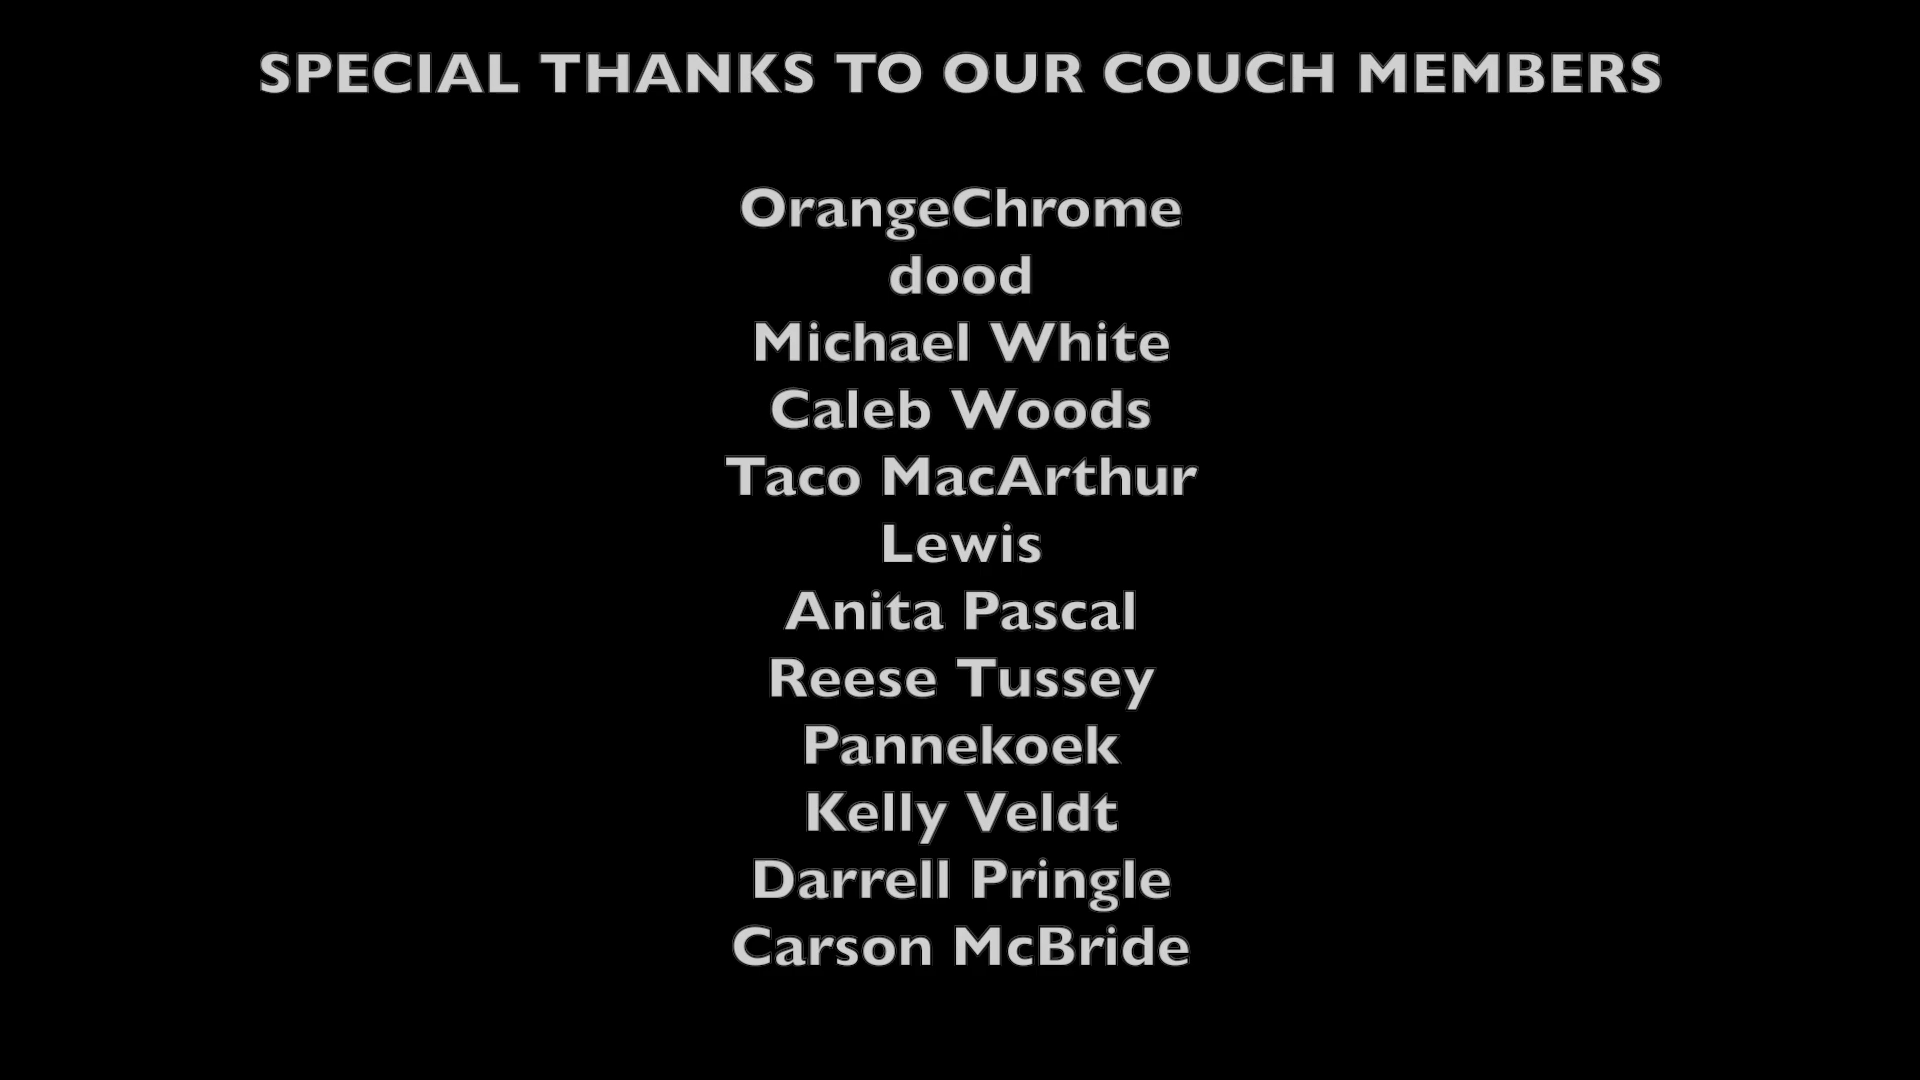 SPECIAL THANKS TO OUR COUCH MEMBERS
OrangeChrome
dood
Michael White
Caleb Woods
Taco MacArthur
Lewis
Anita Pascal
Reese Tussey
Pannekoek
Kelly Veldt
Darrell Pringle
Carson McBride